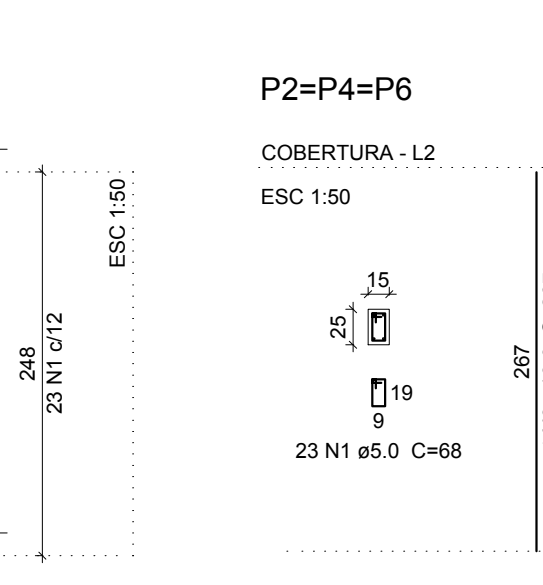 P2=P4=P6
COBERTURA - L2
ESC 1:50
ESC 1:50
15
25
248
23 N1 c/12
267
19
9
23 N1 ø5.0 C=68